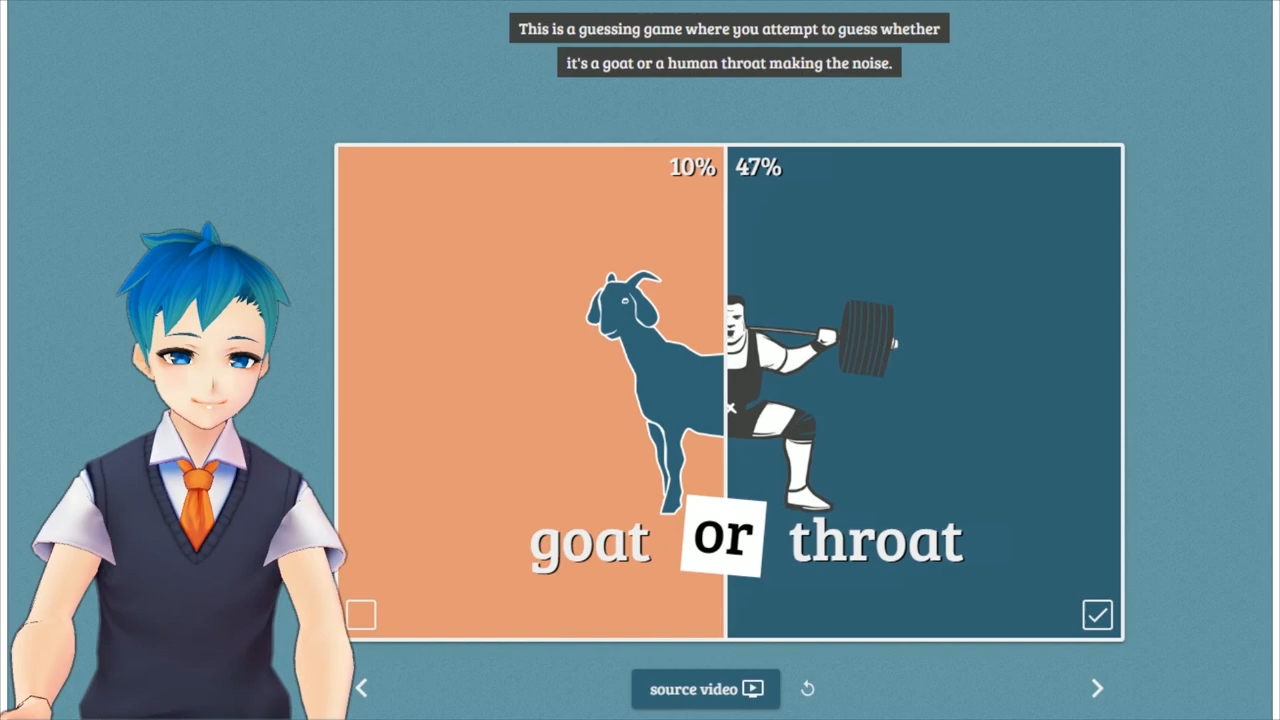 This is a guessing game where you attempt to guess whether
it's a goat or a human throat making the noise.
10% 47%
goat or throat
source video